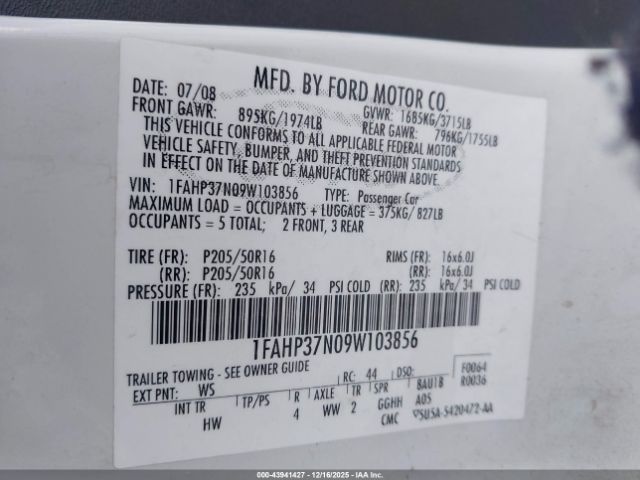 MFD. BY FORD MOTOR CO.
DATE: 07/08 GVWR: 1685KG/3715LB
FRONT GAWR: 895KG/1974LB REAR GAWR: 796KG/1755LB
THIS VEHICLE CONFORMS TO ALL APPLICABLE FEDERAL MOTOR
VEHICLE SAFETY, BUMPER, AND THEFT PREVENTION STANDARDS
IN EFFECT ON THE DATE OF MANUFACTURE SHOWN ABOVE.
VIN: 1FAHP37N09W103856 TYPE: Passenger Car
MAXIMUM LOAD = OCCUPANTS + LUGGAGE = 375KG/ 827LB
OCCUPANTS = 5 TOTAL; 2 FRONT, 3 REAR
TIRE (FR): P205/50R16 RIMS (FR): 16x6.0J
(RR): P205/50R16 (RR): 16x6.0J
PRESSURE (FR): 235 kPa/ 34 PSI COLD (RR): 235 kPa/ 34 PSI COLD
1FAHP37N09W103856
TRAILER TOWING - SEE OWNER GUIDE RC: 44 DSO: F0064
EXT PNT: WS 8AU1B R0036
INT TR TP/PS R AXLE TR SPR A05
HW 4 WW 2 GGHH
CMC 5U5A-5420472-AA
000-43941427 - 12/16/2025 - IAA Inc.